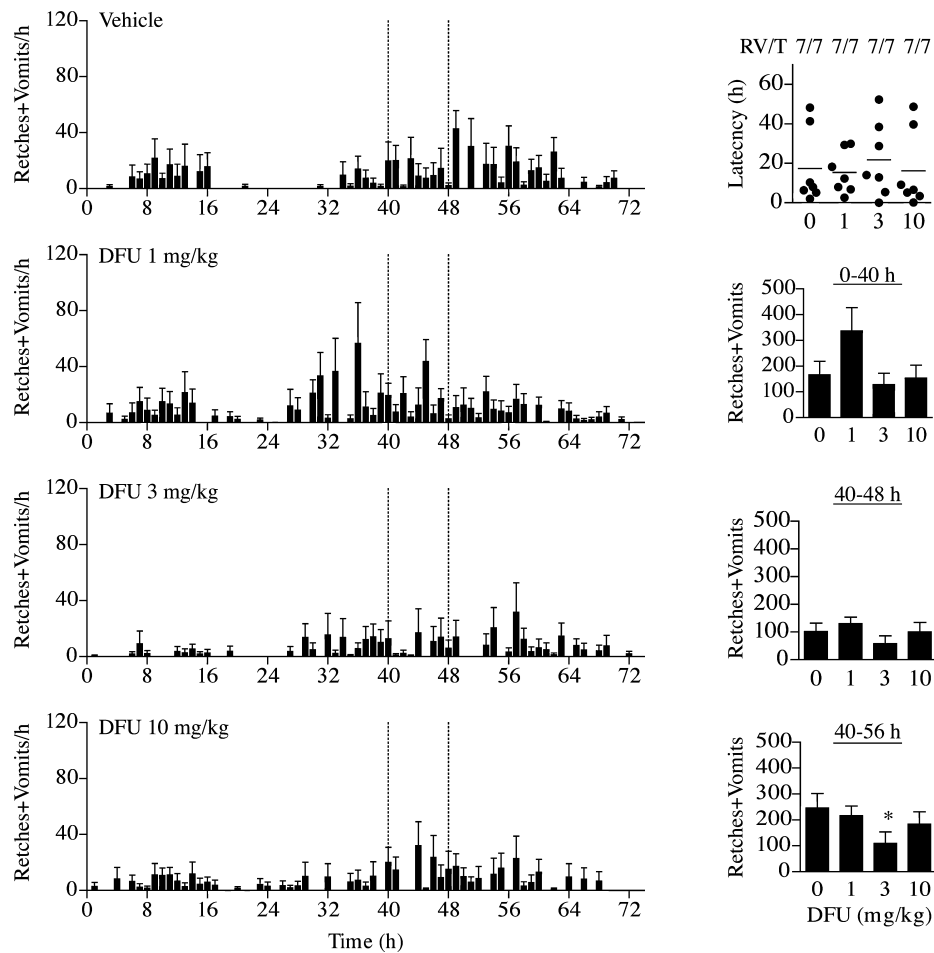 Vehicle
Retches+Vomits/h
120
80
40
0
0 8 16 24 32 40 48 56 64 72
DFU 1 mg/kg
Retches+Vomits/h
120
80
40
0
0 8 16 24 32 40 48 56 64 72
DFU 3 mg/kg
Retches+Vomits/h
120
80
40
0
0 8 16 24 32 40 48 56 64 72
DFU 10 mg/kg
Retches+Vomits/h
120
80
40
0
0 8 16 24 32 40 48 56 64 72
Time (h)
RV/T 7/7 7/7 7/7 7/7
Latecncy (h)
60
40
20
0
0 1 3 10
0-40 h
Retches+Vomits
500
400
300
200
100
0
0 1 3 10
40-48 h
Retches+Vomits
500
400
300
200
100
0
0 1 3 10
40-56 h
Retches+Vomits
500
400
300
200
100
0
*
0 1 3 10
DFU (mg/kg)